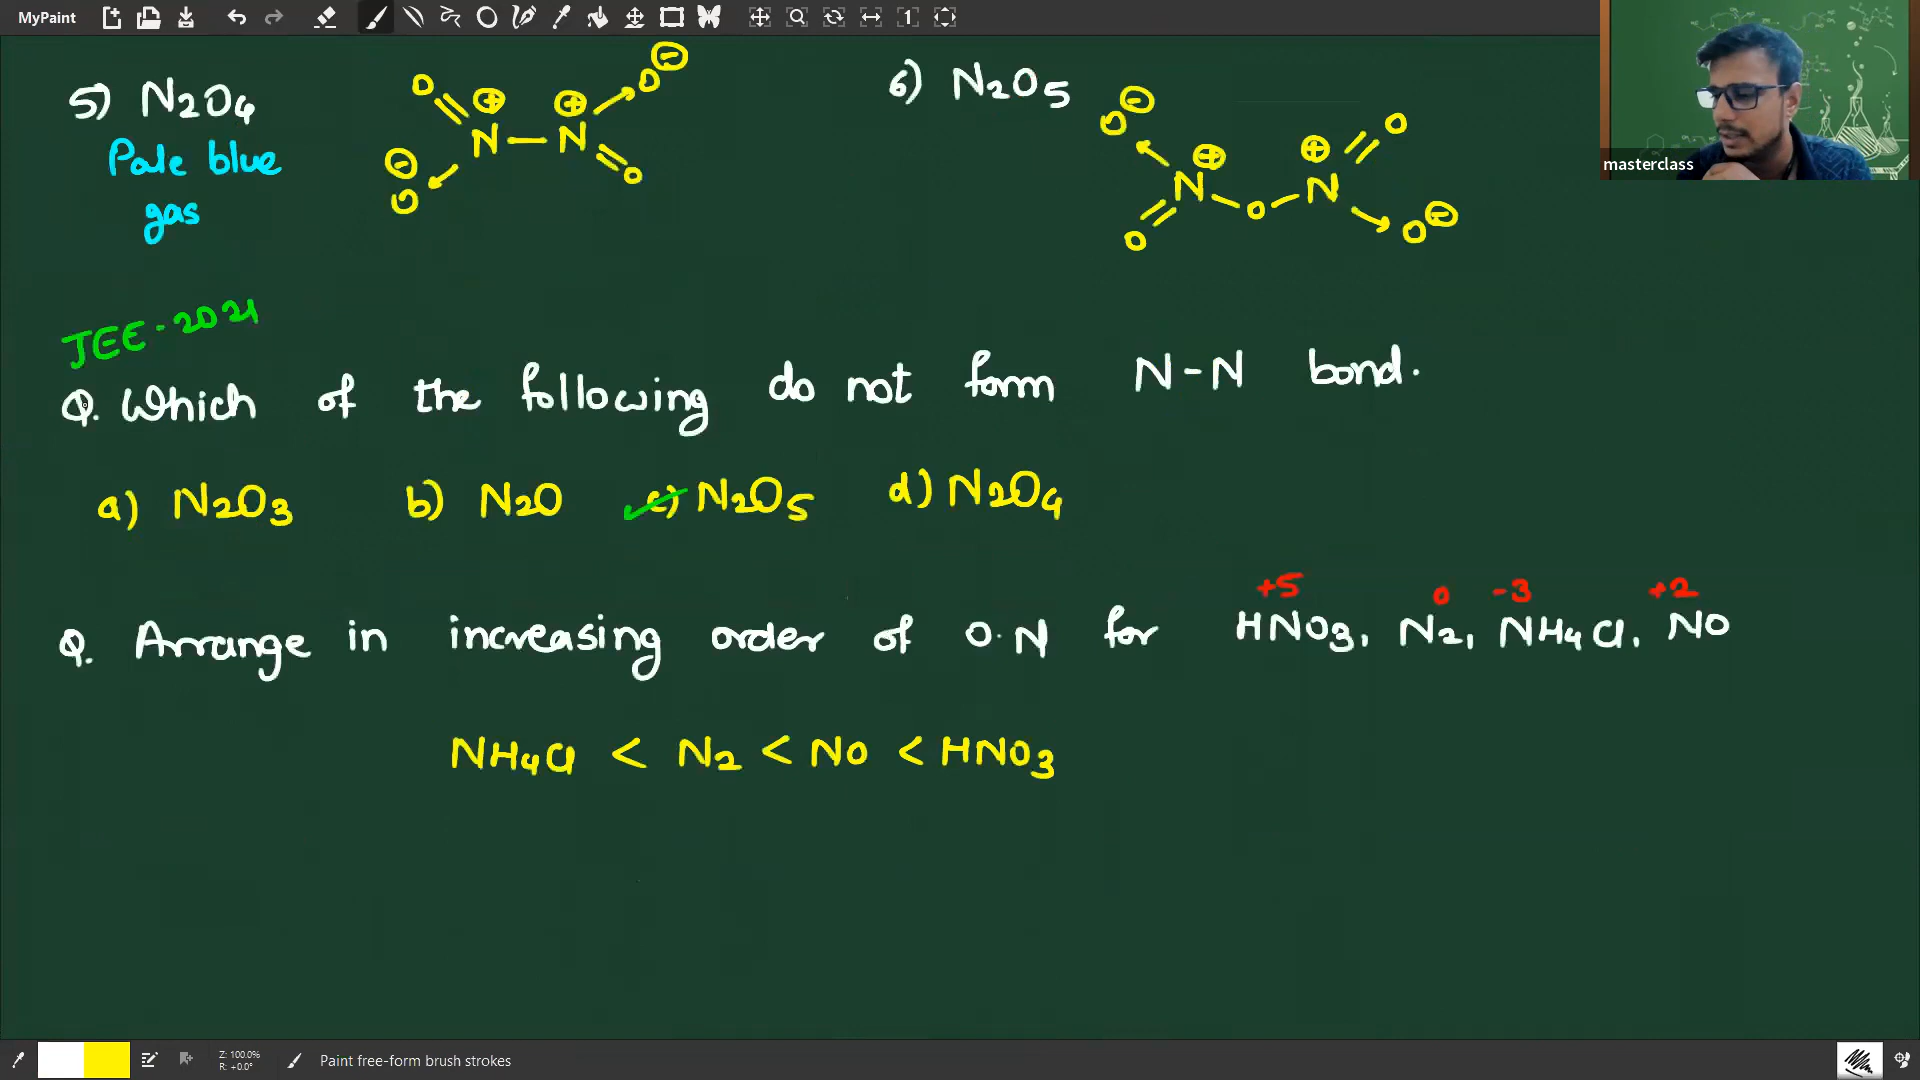 MyPaint
1
masterclass
5) N2O4
Pale blue
gas
O ⊕ ⊕ O ⊖
N — N
⊖
O O
6) N2O5
⊖
O ⊕ ⊕ O
N O N
O O ⊖
JEE-2021
Q. Which of the following do not form N-N bond.
a) N2O3 b) N2O c) N2O5 d) N2O4
+5 0 -3 +2
Q. Arrange in increasing order of O.N for HNO3, N2, NH4Cl, NO
NH4Cl < N2 < NO < HNO3
Z: 100.0%
R: +0.0°
Paint free-form brush strokes